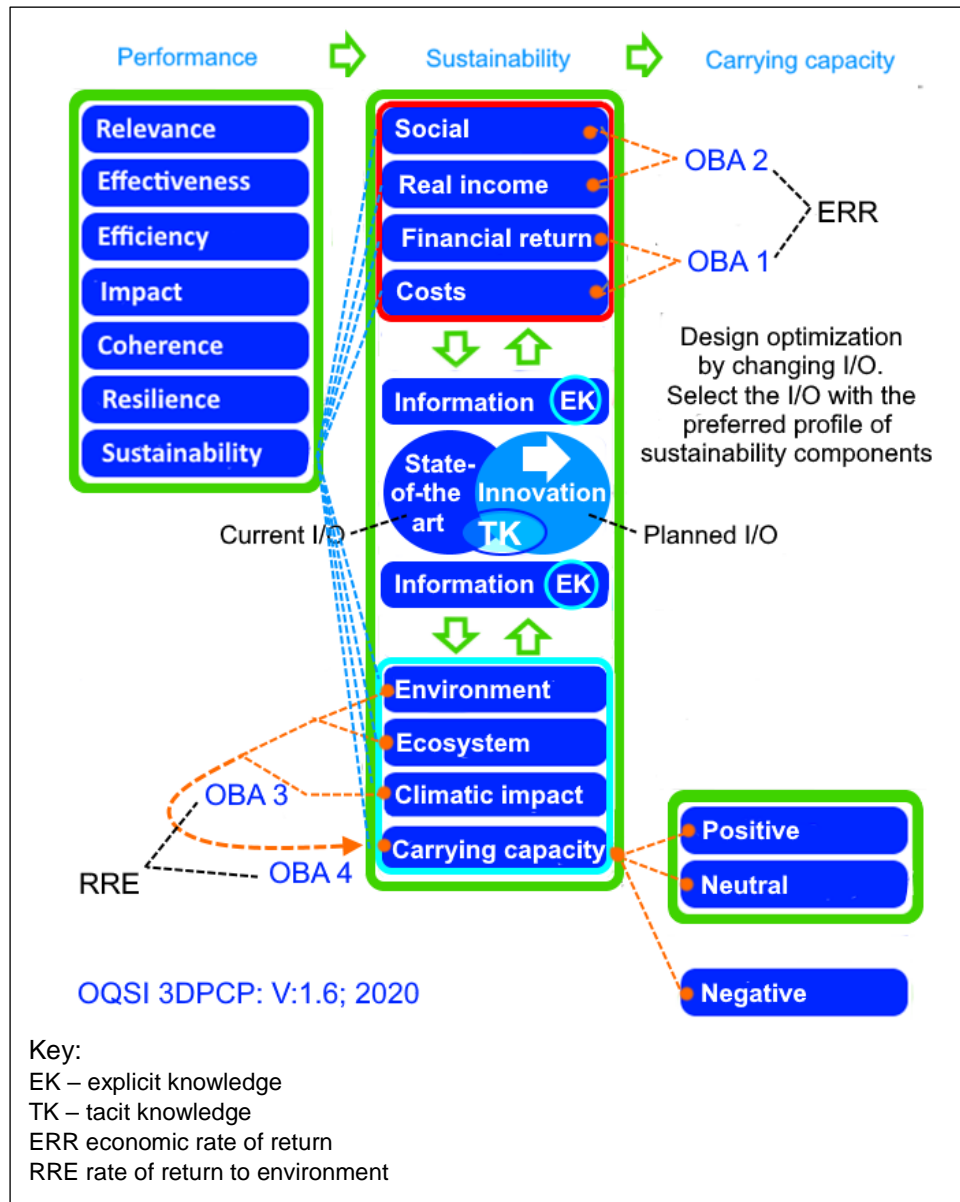 Performance
Sustainability
Carrying capacity
Relevance
Effectiveness
Efficiency
Impact
Coherence
Resilience
Sustainability
Social
Real income
Financial return
Costs
OBA 2
ERR
OBA 1
Design optimization
by changing I/O.
Select the I/O with the
preferred profile of
sustainability components
Information EK
State-
of-the
art
Innovation
TK
Current I/O
Planned I/O
Information EK
Environment
Ecosystem
Climatic impact
Carrying capacity
OBA 3
OBA 4
RRE
Positive
Neutral
Negative
OQSI 3DPCP: V:1.6; 2020
Key:
EK – explicit knowledge
TK – tacit knowledge
ERR economic rate of return
RRE rate of return to environment